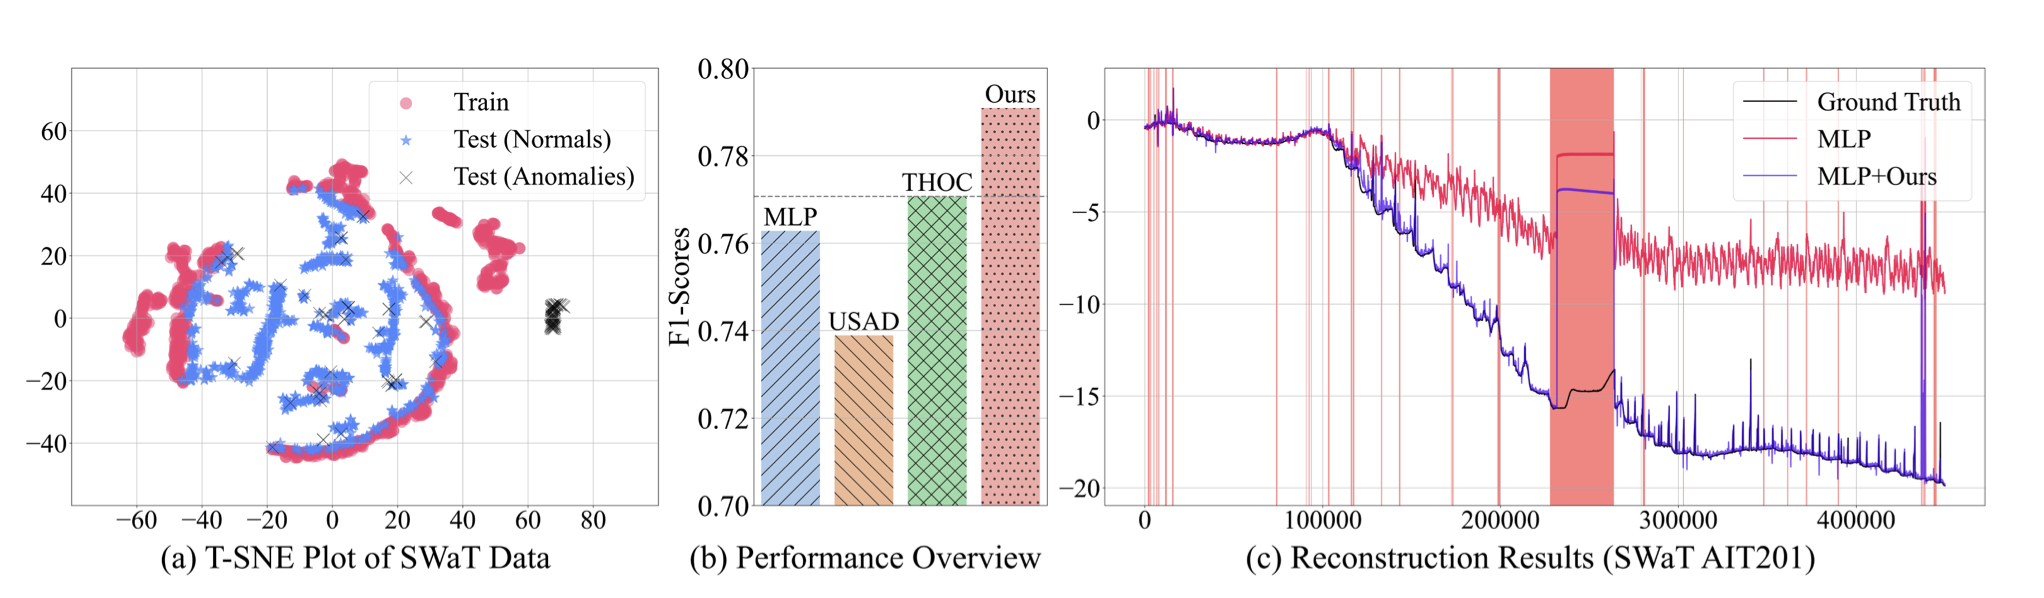 Train
Test (Normals)
Test (Anomalies)
60
40
20
0
−20
−40
−60 −40 −20 0 20 40 60 80
(a) T-SNE Plot of SWaT Data
F1-Scores
0.80
0.78
0.76
0.74
0.72
0.70
MLP
USAD
THOC
Ours
(b) Performance Overview
Ground Truth
MLP
MLP+Ours
0
−5
−10
−15
−20
0 100000 200000 300000 400000
(c) Reconstruction Results (SWaT AIT201)